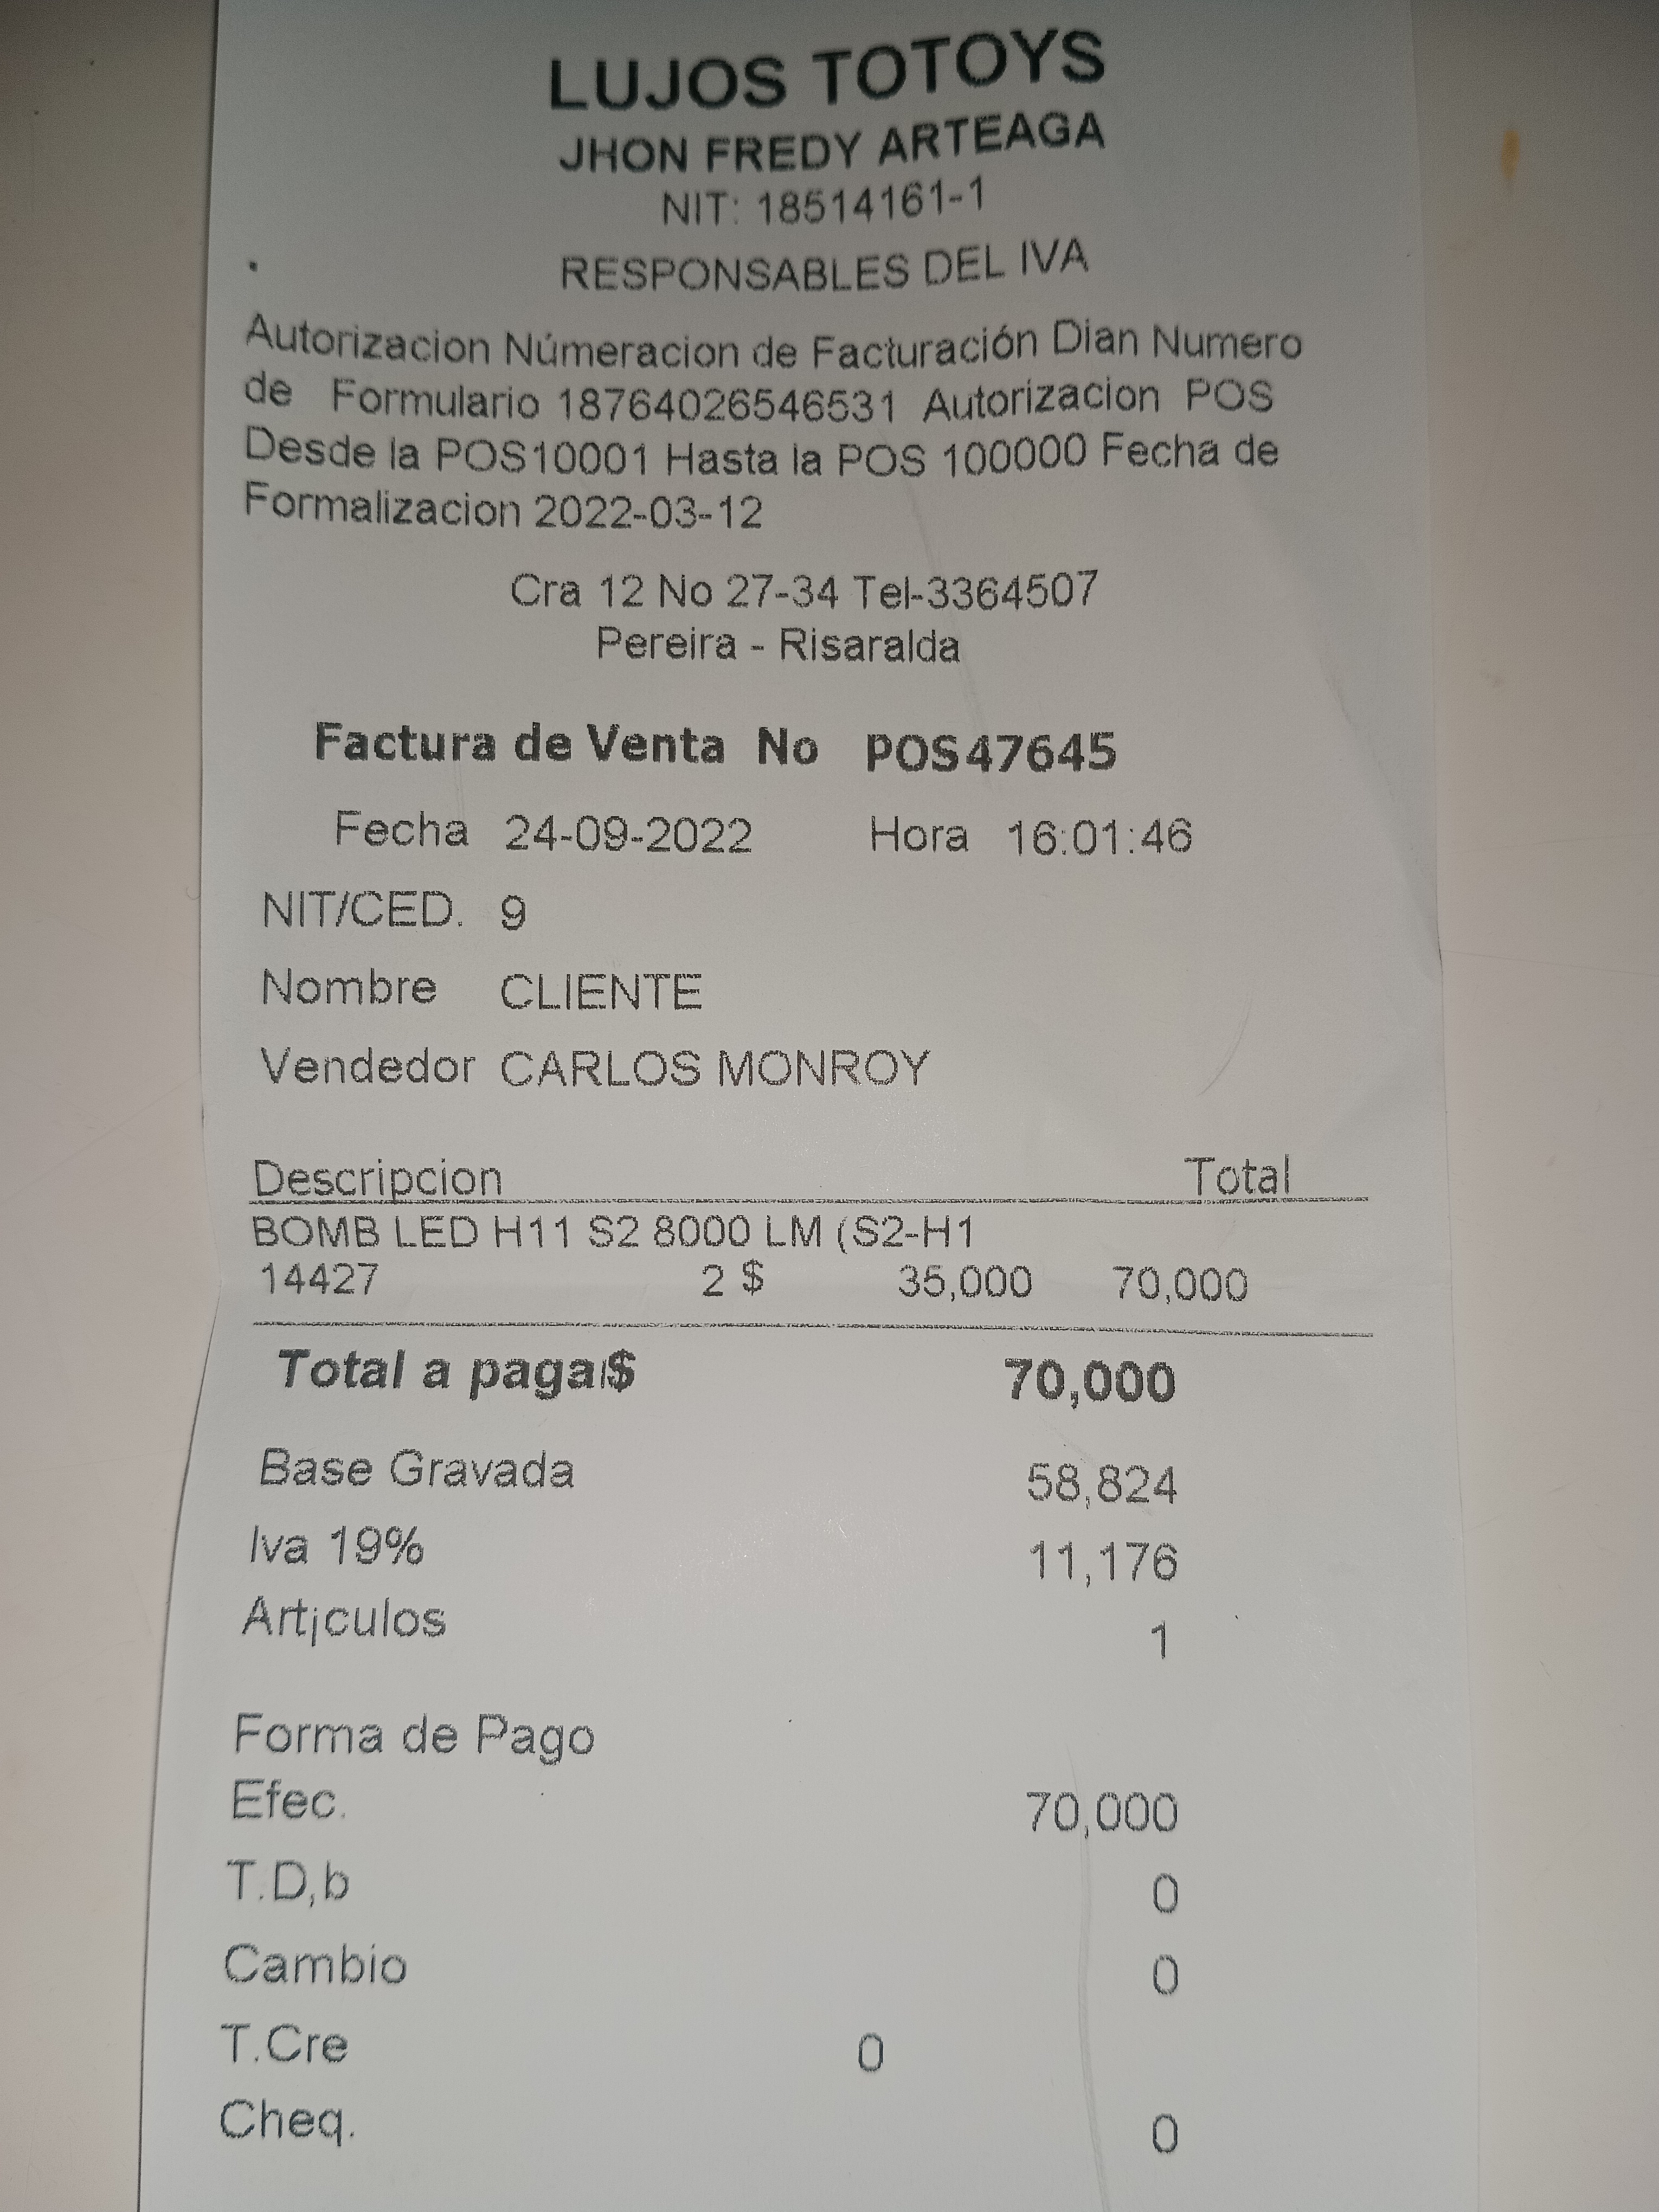 LUJOS TOTOYS
JHON FREDY ARTEAGA
NIT: 18514161-1
RESPONSABLES DEL IVA
Autorizacion Númeracion de Facturación Dian Numero
de Formulario 18764026546531 Autorizacion POS
Desde la POS10001 Hasta la POS 100000 Fecha de
Formalizacion 2022-03-12
Cra 12 No 27-34 Tel-3364507
Pereira - Risaralda
Factura de Venta No POS47645
Fecha 24-09-2022 Hora 16:01:46
NIT/CED. 9
Nombre CLIENTE
Vendedor CARLOS MONROY
Descripcion Total
BOMB LED H11 S2 8000 LM (S2-H1
14427 2 $ 35,000 70,000
Total a paga$ 70,000
Base Gravada 58,824
Iva 19% 11,176
Art¡culos 1
Forma de Pago
Efec. 70,000
T.D,b 0
Cambio 0
T.Cre 0
Cheq. 0